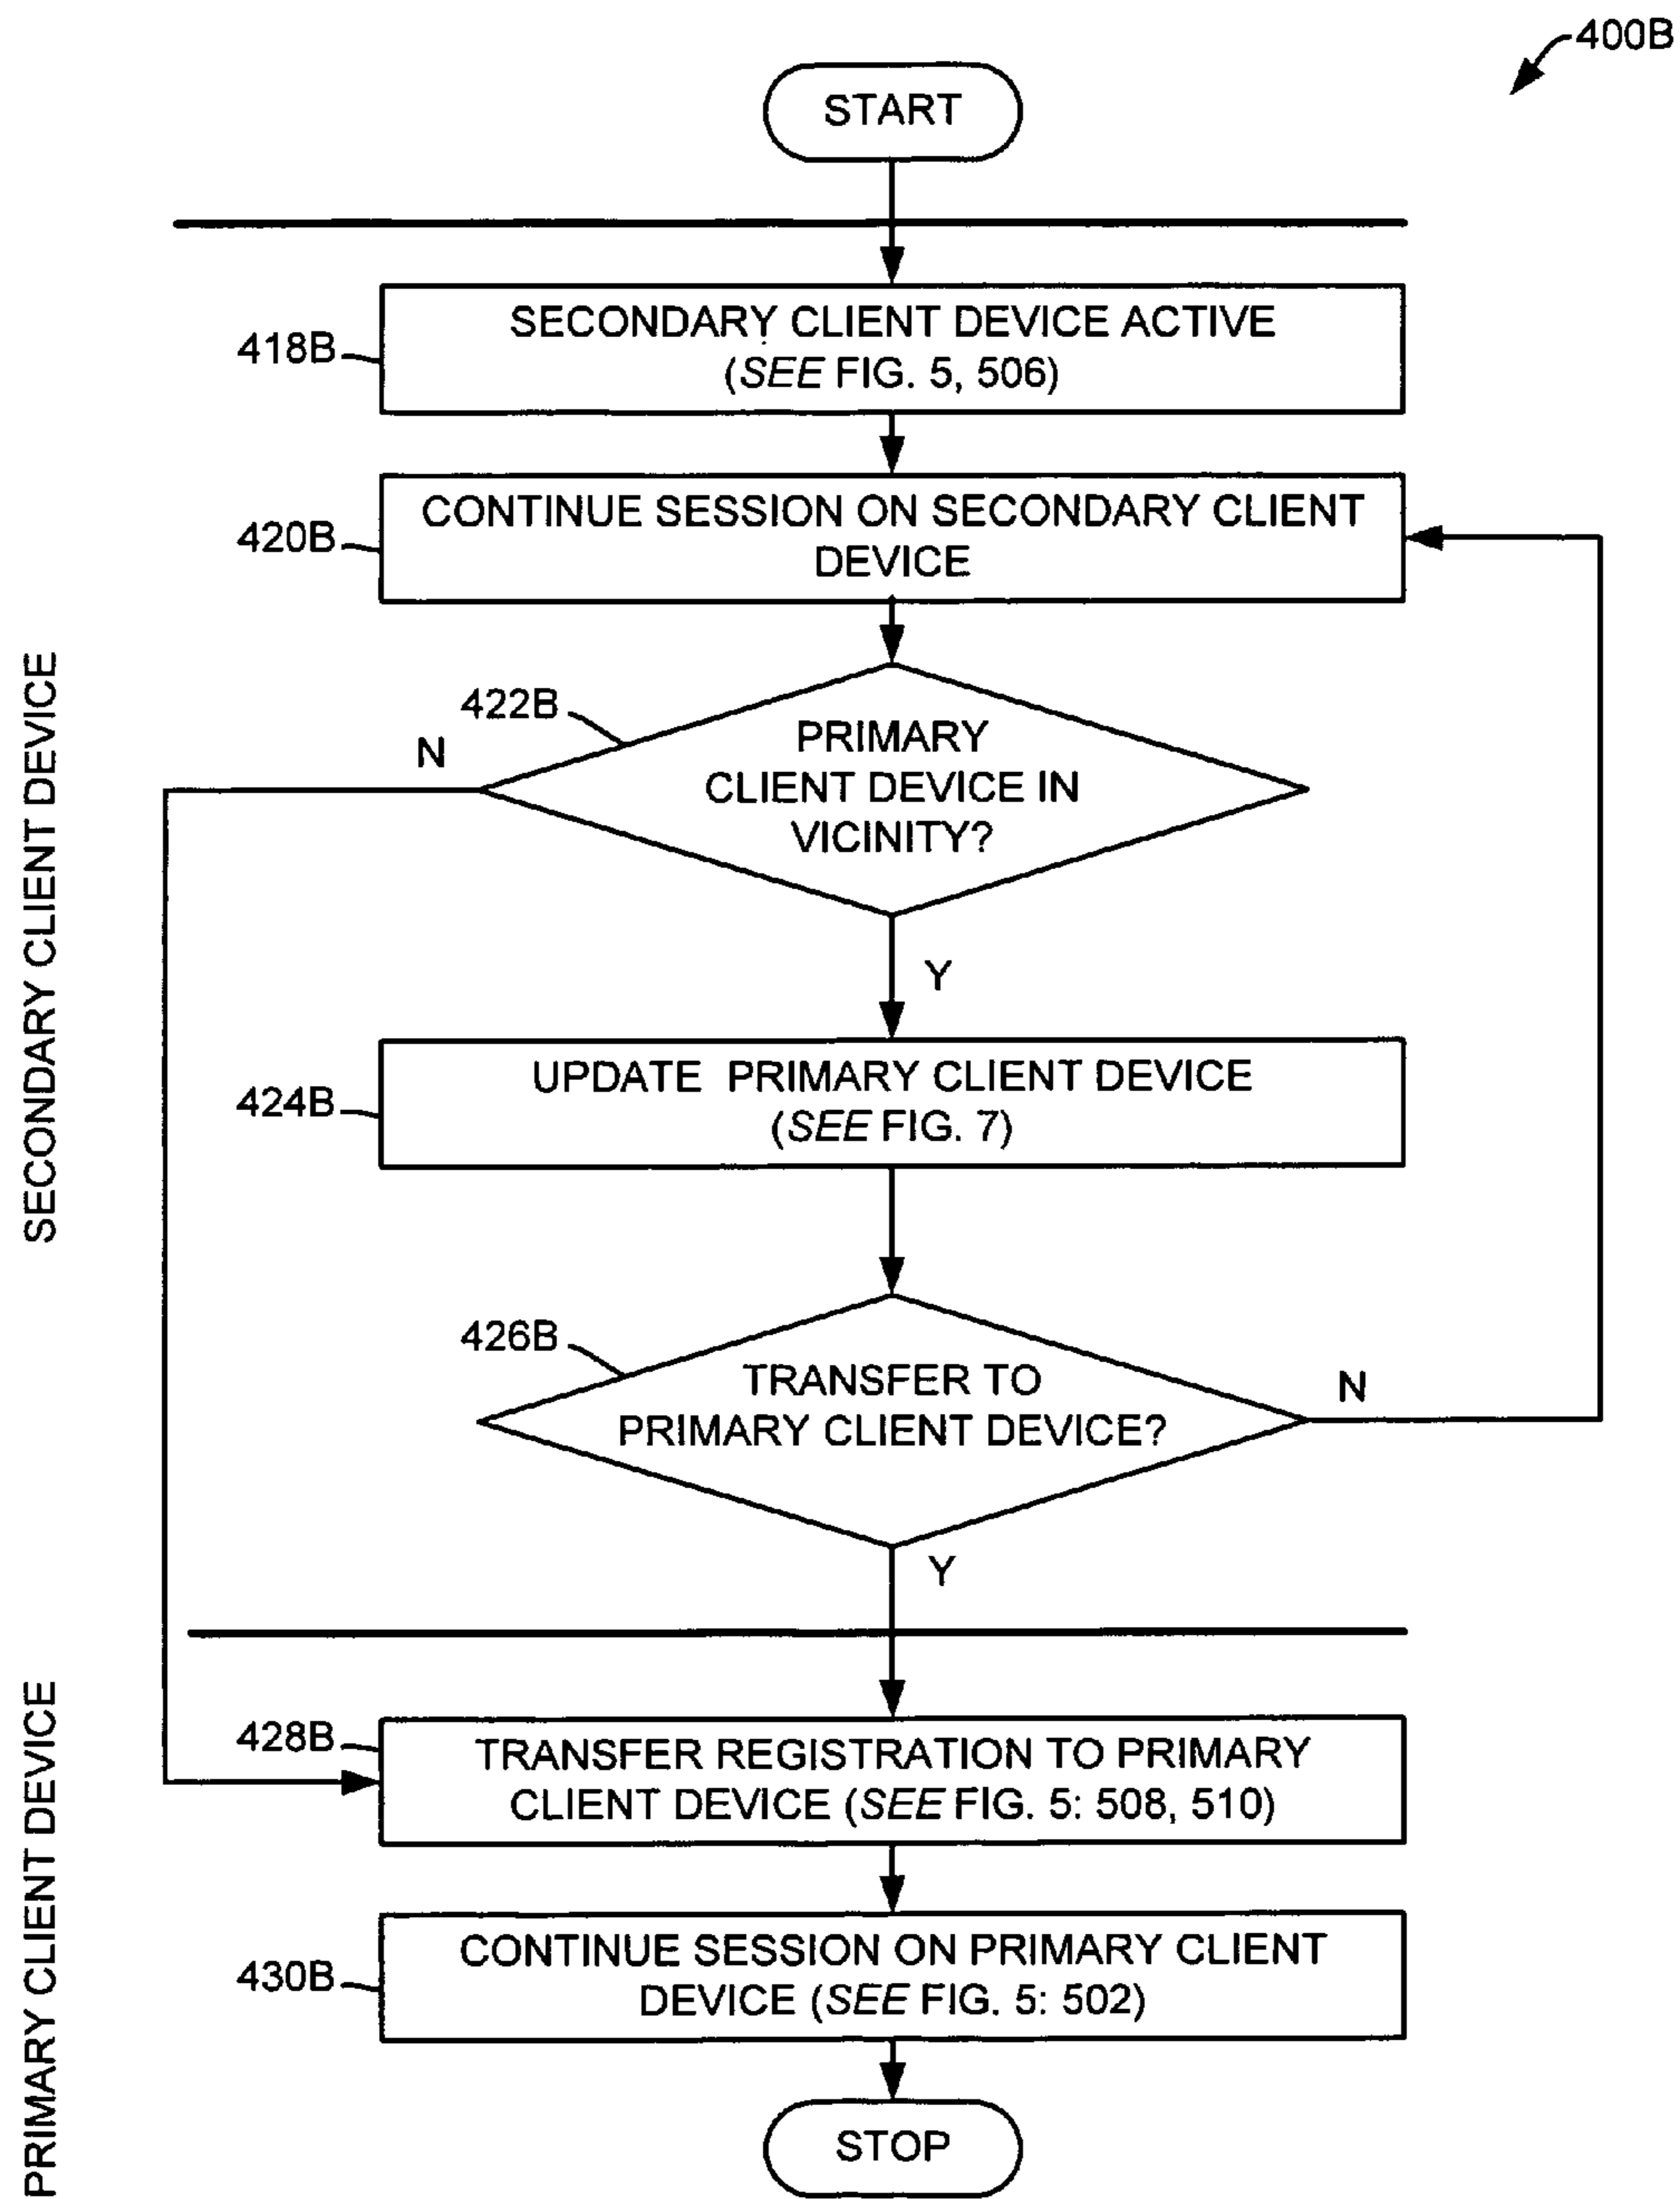 400B
START
418B
SECONDARY CLIENT DEVICE ACTIVE
(SEE FIG. 5, 506)
420B
CONTINUE SESSION ON SECONDARY CLIENT
DEVICE
SECONDARY CLIENT DEVICE
422B
N
PRIMARY
CLIENT DEVICE IN
VICINITY?
Y
424B
UPDATE PRIMARY CLIENT DEVICE
(SEE FIG. 7)
426B
TRANSFER TO
PRIMARY CLIENT DEVICE?
N
Y
PRIMARY CLIENT DEVICE
428B
TRANSFER REGISTRATION TO PRIMARY
CLIENT DEVICE (SEE FIG. 5: 508, 510)
430B
CONTINUE SESSION ON PRIMARY CLIENT
DEVICE (SEE FIG. 5: 502)
STOP